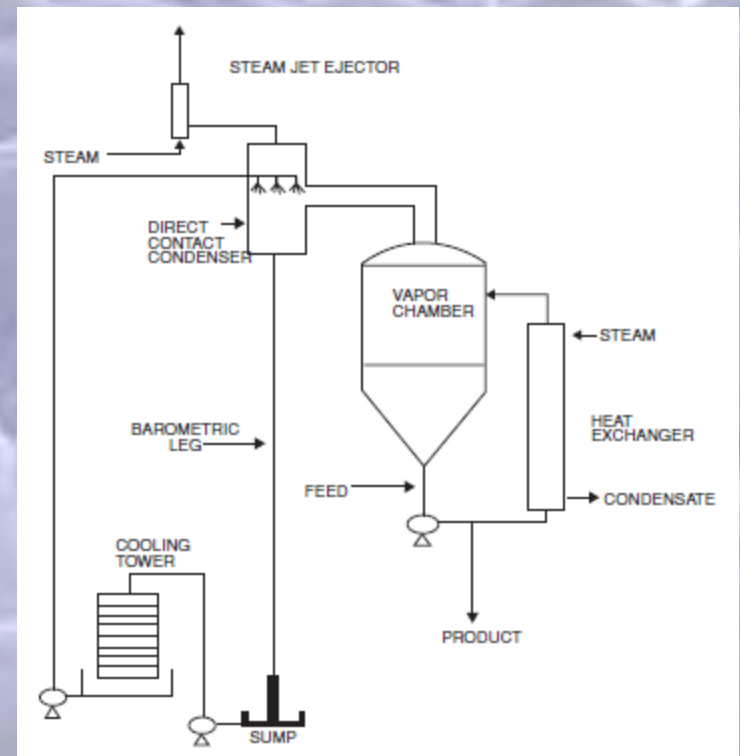 STEAM JET EJECTOR
STEAM
DIRECT
CONTACT
CONDENSER
VAPOR
CHAMBER
STEAM
BAROMETRIC
LEG
HEAT
EXCHANGER
FEED
CONDENSATE
COOLING
TOWER
PRODUCT
SUMP